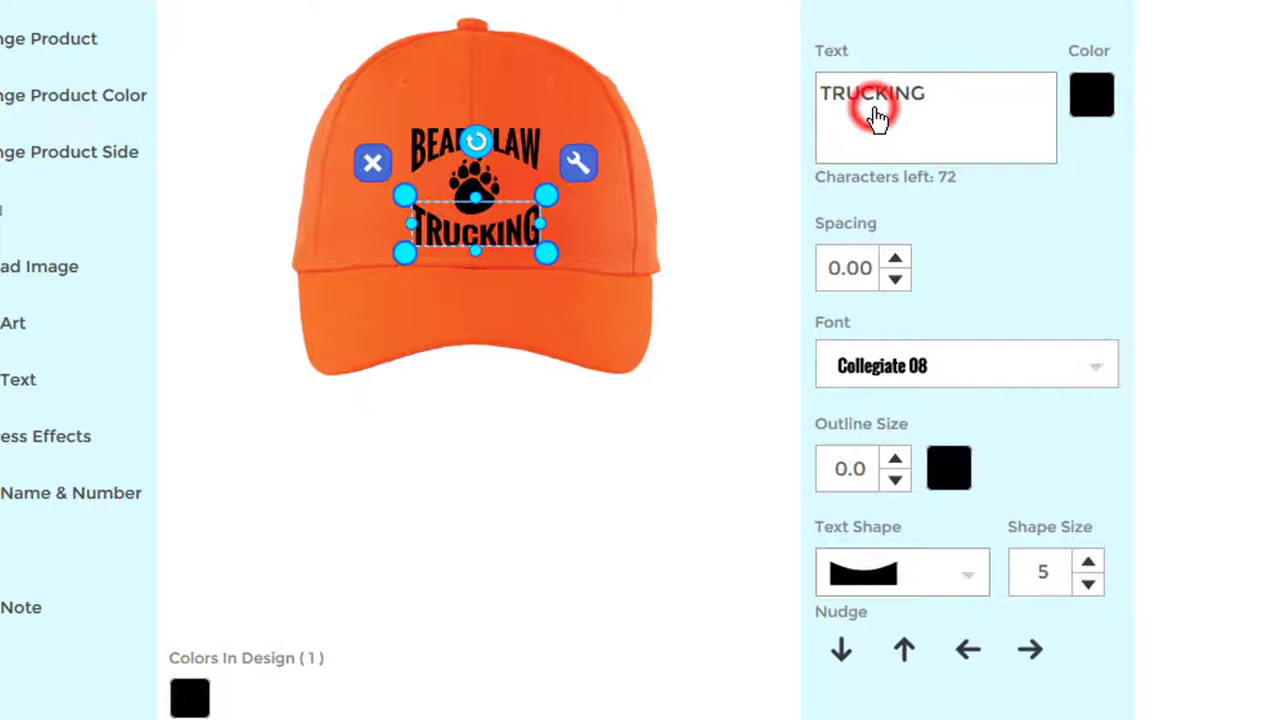 nge Product
nge Product Color
nge Product Side
ad Image
Art
Text
ess Effects
Name & Number
Note
TRUCKING
Colors In Design ( 1 )
Text
Color
TRUCKING
Characters left: 72
Spacing
0.00
Font
Collegiate 08
Outline Size
0.0
Text Shape
Shape Size
5
Nudge